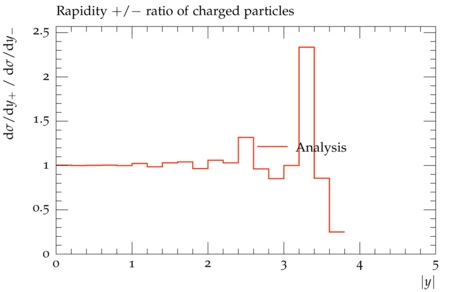 Rapidity +/− ratio of charged particles
dσ/dy₊ / dσ/dy₋
2.5
2
1.5
1
0.5
0
Analysis
0 1 2 3 4 5
|y|